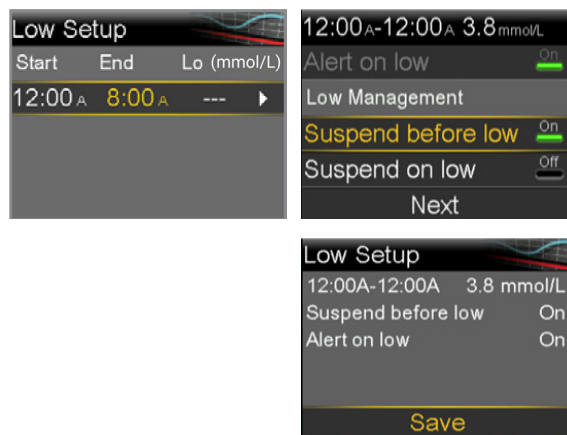 Low Setup
Start End Lo (mmol/L)
12:00 A 8:00 A ---
12:00 A-12:00 A 3.8 mmol/L
Alert on low On
Low Management
Suspend before low On
Suspend on low Off
Next
Low Setup
12:00A-12:00A 3.8 mmol/L
Suspend before low On
Alert on low On
Save